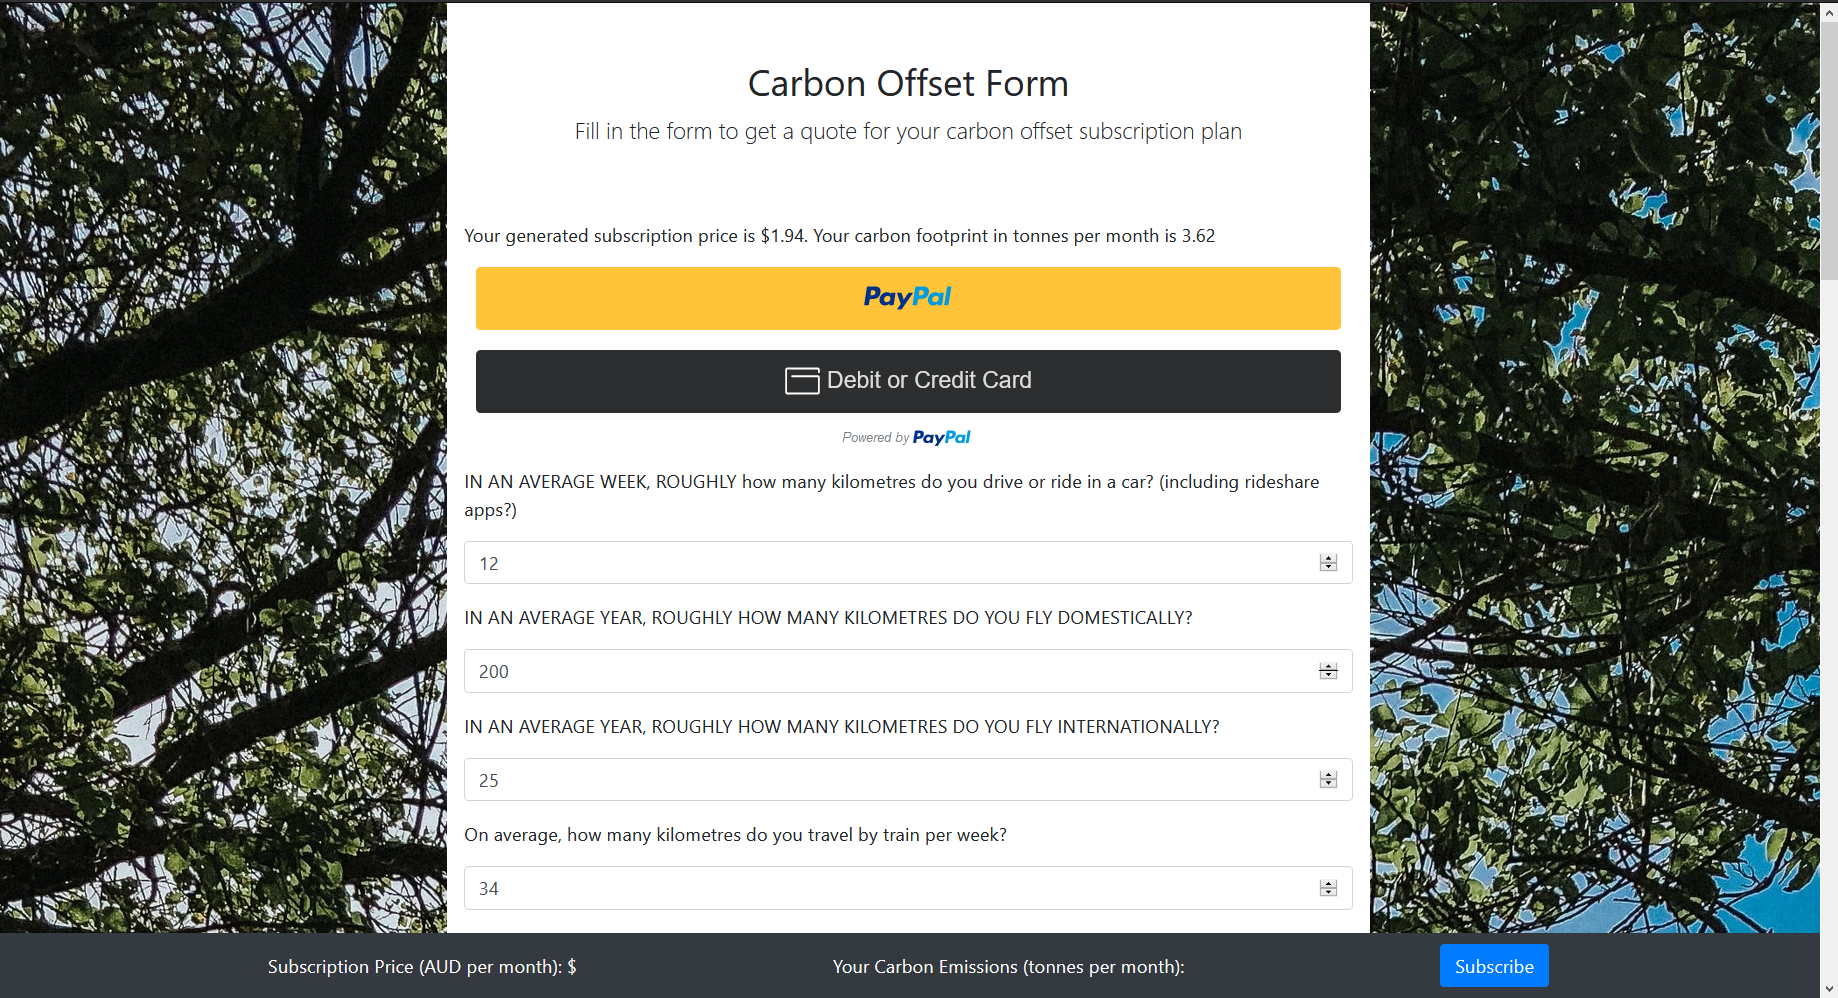 Carbon Offset Form
Fill in the form to get a quote for your carbon offset subscription plan
Your generated subscription price is $1.94. Your carbon footprint in tonnes per month is 3.62
PayPal
Debit or Credit Card
Powered by PayPal
IN AN AVERAGE WEEK, ROUGHLY how many kilometres do you drive or ride in a car? (including rideshare
apps?)
12
IN AN AVERAGE YEAR, ROUGHLY HOW MANY KILOMETRES DO YOU FLY DOMESTICALLY?
200
IN AN AVERAGE YEAR, ROUGHLY HOW MANY KILOMETRES DO YOU FLY INTERNATIONALLY?
25
On average, how many kilometres do you travel by train per week?
34
Subscription Price (AUD per month): $
Your Carbon Emissions (tonnes per month):
Subscribe